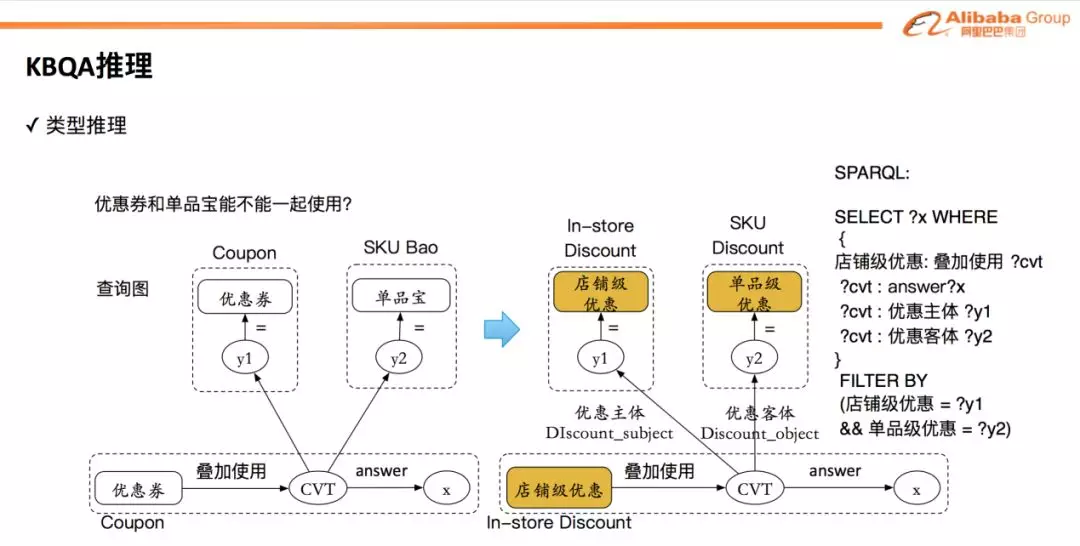 Alibaba Group
阿里巴巴集团
KBQA推理
✓ 类型推理
优惠券和单品宝能不能一起使用?
查询图
Coupon
SKU Bao
优惠券
单品宝
=
=
y1
y2
优惠券
叠加使用
CVT
answer
x
Coupon
In-store
Discount
SKU
Discount
店铺级
优惠
单品级
优惠
=
=
y1
y2
优惠主体
DIscount_subject
优惠客体
Discount_object
店铺级优惠
叠加使用
CVT
answer
x
In-store Discount
SPARQL:
SELECT ?x WHERE
{
店铺级优惠: 叠加使用 ?cvt
?cvt : answer?x
?cvt : 优惠主体 ?y1
?cvt : 优惠客体 ?y2
}
FILTER BY
(店铺级优惠 = ?y1
&& 单品级优惠 = ?y2)